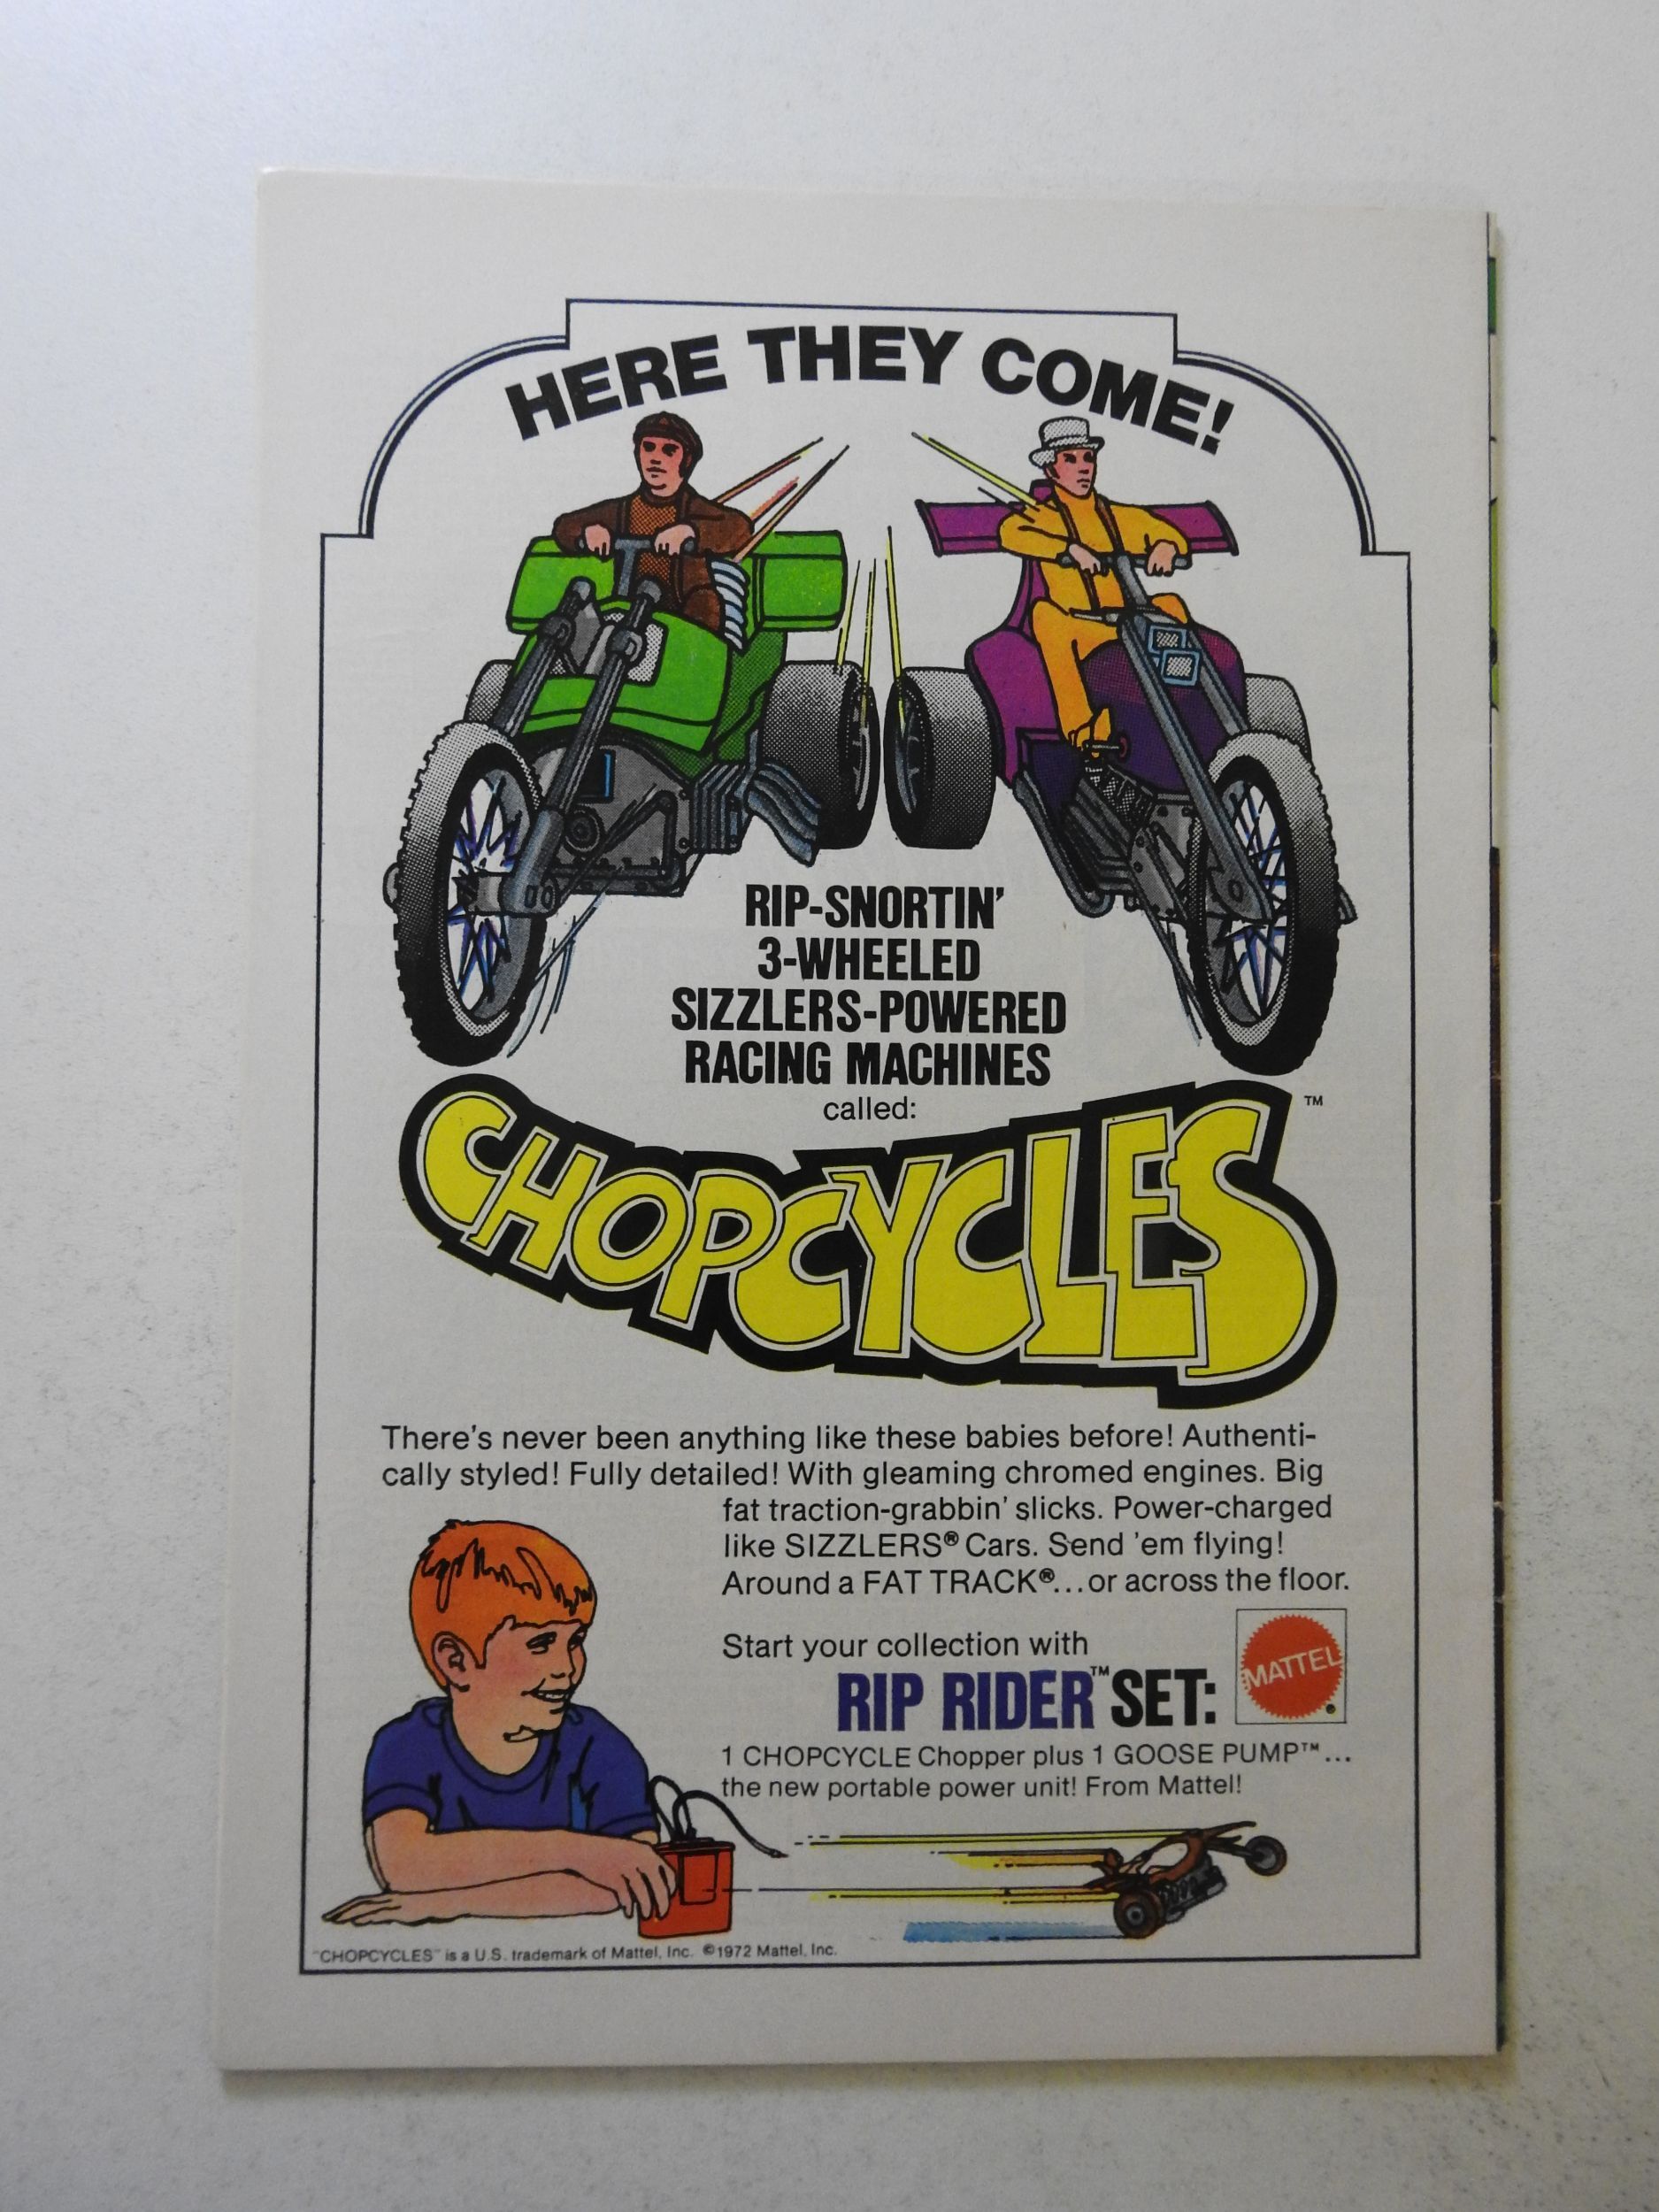 HERE THEY COME!
RIP-SNORTIN'
3-WHEELED
SIZZLERS-POWERED
RACING MACHINES
called:
CHOPCYCLES™
There's never been anything like these babies before! Authenti-
cally styled! Fully detailed! With gleaming chromed engines. Big
fat traction-grabbin' slicks. Power-charged
like SIZZLERS® Cars. Send 'em flying!
Around a FAT TRACK®...or across the floor.
Start your collection with
RIP RIDER™ SET:
MATTEL®
1 CHOPCYCLE Chopper plus 1 GOOSE PUMP™...
the new portable power unit! From Mattel!
"CHOPCYCLES" is a U.S. trademark of Mattel, Inc. ©1972 Mattel, Inc.